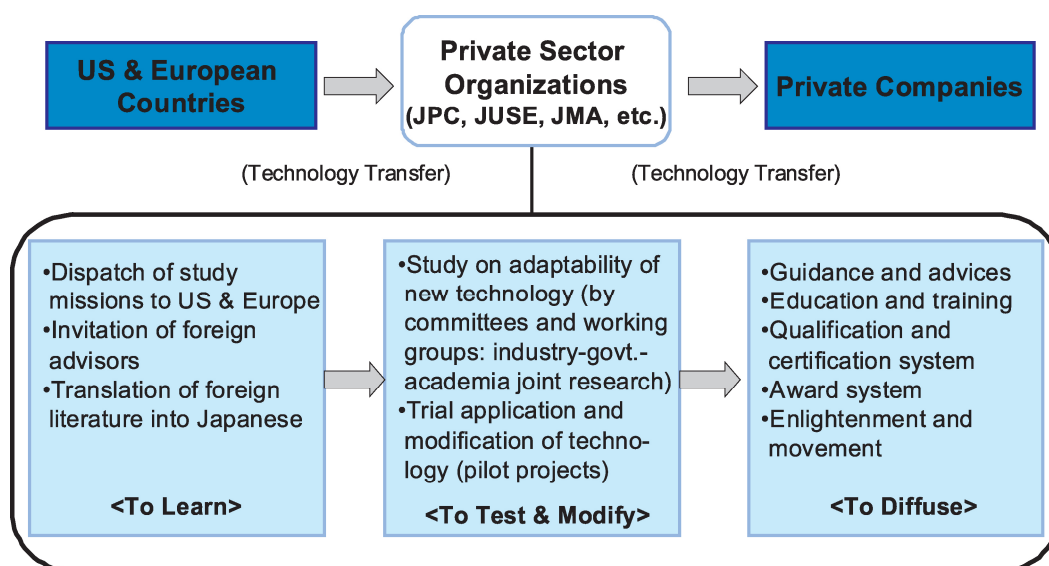 US & European
Countries
Private Sector
Organizations
(JPC, JUSE, JMA, etc.)
Private Companies
(Technology Transfer)
(Technology Transfer)
•Dispatch of study
missions to US & Europe
•Invitation of foreign
advisors
•Translation of foreign
literature into Japanese
<To Learn>
•Study on adaptability of
new technology (by
committees and working
groups: industry-govt.-
academia joint research)
•Trial application and
modification of techno-
logy (pilot projects)
<To Test & Modify>
•Guidance and advices
•Education and training
•Qualification and
certification system
•Award system
•Enlightenment and
movement
<To Diffuse>